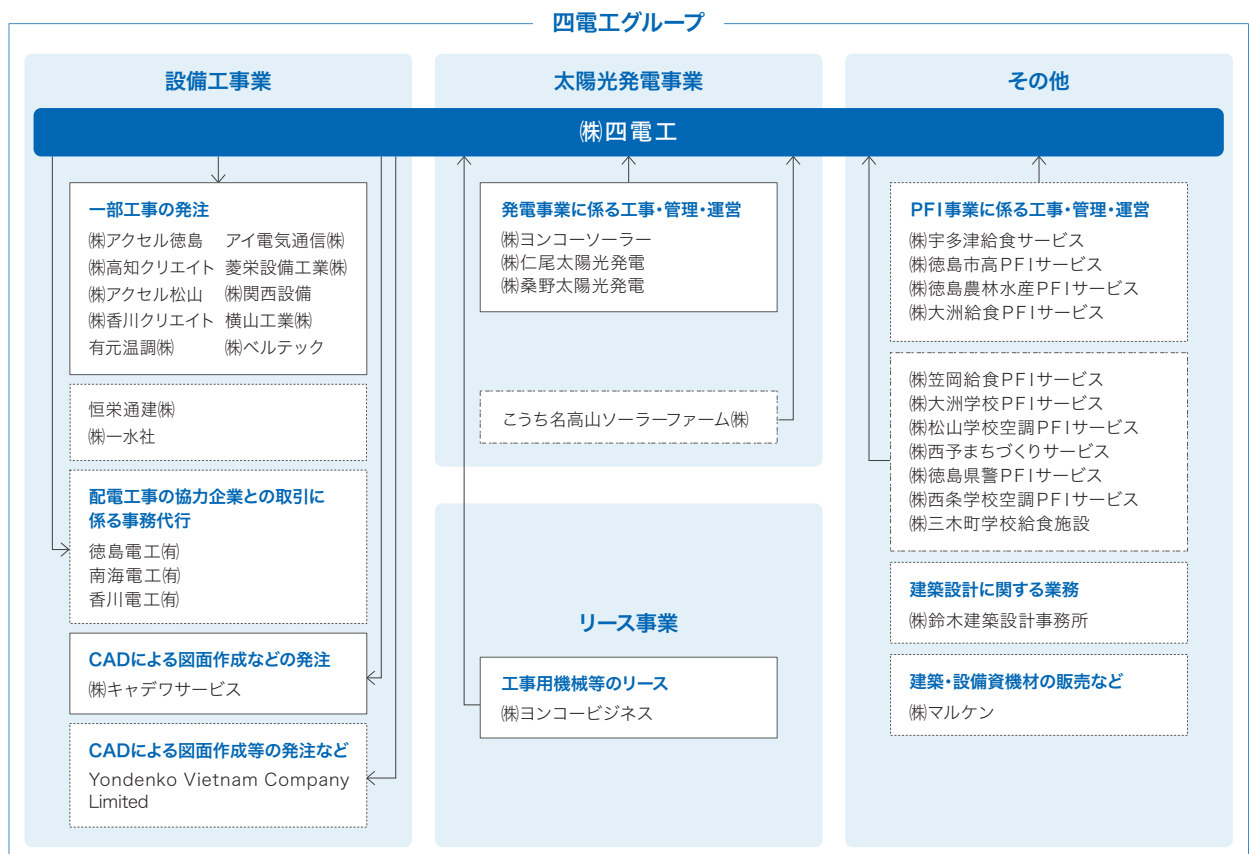 四電工グループ
設備工事業
太陽光発電事業
その他
㈱四電工
一部工事の発注
㈱アクセル徳島 アイ電気通信㈱
㈱高知クリエイト 菱栄設備工業㈱
㈱アクセル松山 ㈱関西設備
㈱香川クリエイト 横山工業㈱
有元温調㈱ ㈱ベルテック
恒栄通建㈱
㈱一水社
配電工事の協力企業との取引に
係る事務代行
徳島電工㈲
南海電工㈲
香川電工㈲
CADによる図面作成などの発注
㈱キャデワサービス
CADによる図面作成等の発注など
Yondenko Vietnam Company
Limited
発電事業に係る工事・管理・運営
㈱ヨンコーソーラー
㈱仁尾太陽光発電
㈱桑野太陽光発電
こうち名高山ソーラーファーム㈱
リース事業
工事用機械等のリース
㈱ヨンコービジネス
PFI事業に係る工事・管理・運営
㈱宇多津給食サービス
㈱徳島市高PFIサービス
㈱徳島農林水産PFIサービス
㈱大洲給食PFIサービス
㈱笠岡給食PFIサービス
㈱大洲学校PFIサービス
㈱松山学校空調PFIサービス
㈱西予まちづくりサービス
㈱徳島県警PFIサービス
㈱西条学校空調PFIサービス
㈱三木町学校給食施設
建築設計に関する業務
㈱鈴木建築設計事務所
建築・設備資機材の販売など
㈱マルケン